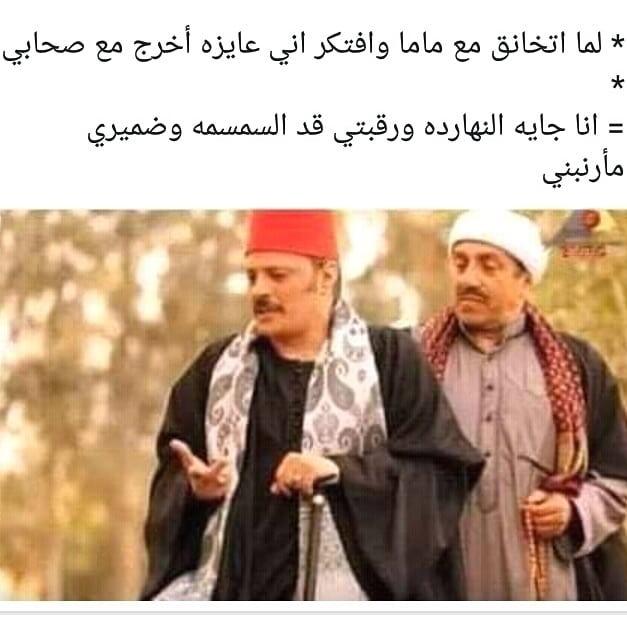 * لما اتخانق مع ماما وافتكر اني عايزه أخرج مع صحابي
*
= انا جايه النهارده ورقبتي قد السمسمه وضميري
مأرنبني